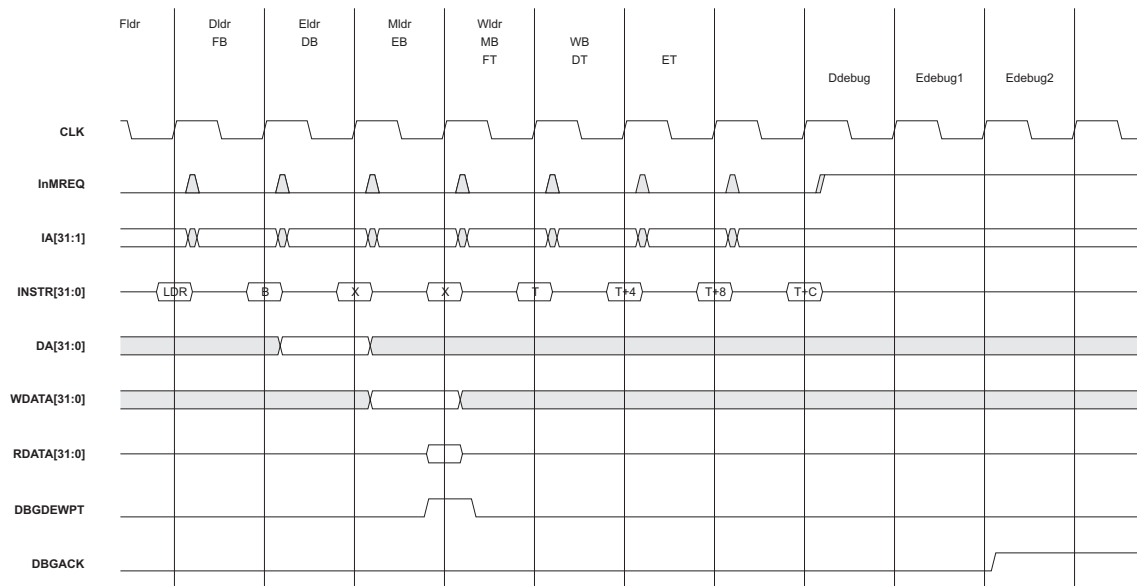 Fldr Dldr Eldr Mldr Wldr
FB DB EB MB WB
FT DT ET
Ddebug Edebug1 Edebug2
CLK
InMREQ
IA[31:1]
INSTR[31:0] LDR B X X T T+4 T+8 T+C
DA[31:0]
WDATA[31:0]
RDATA[31:0]
DBGDEWPT
DBGACK